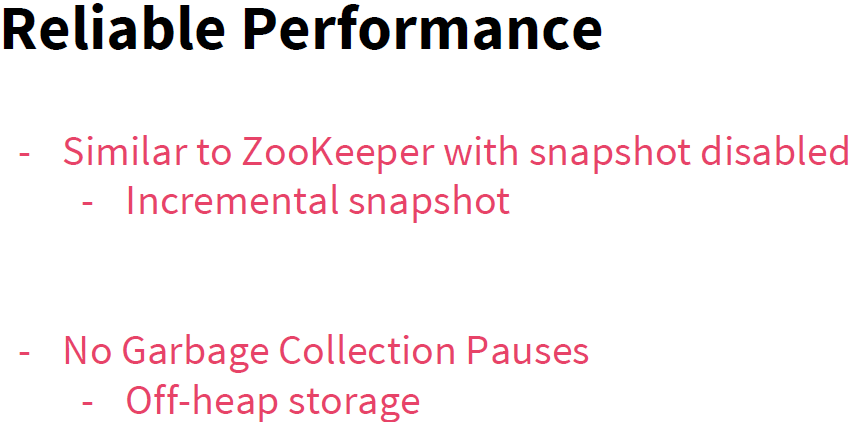 Reliable Performance
- Similar to ZooKeeper with snapshot disabled
- Incremental snapshot
- No Garbage Collection Pauses
- Off-heap storage